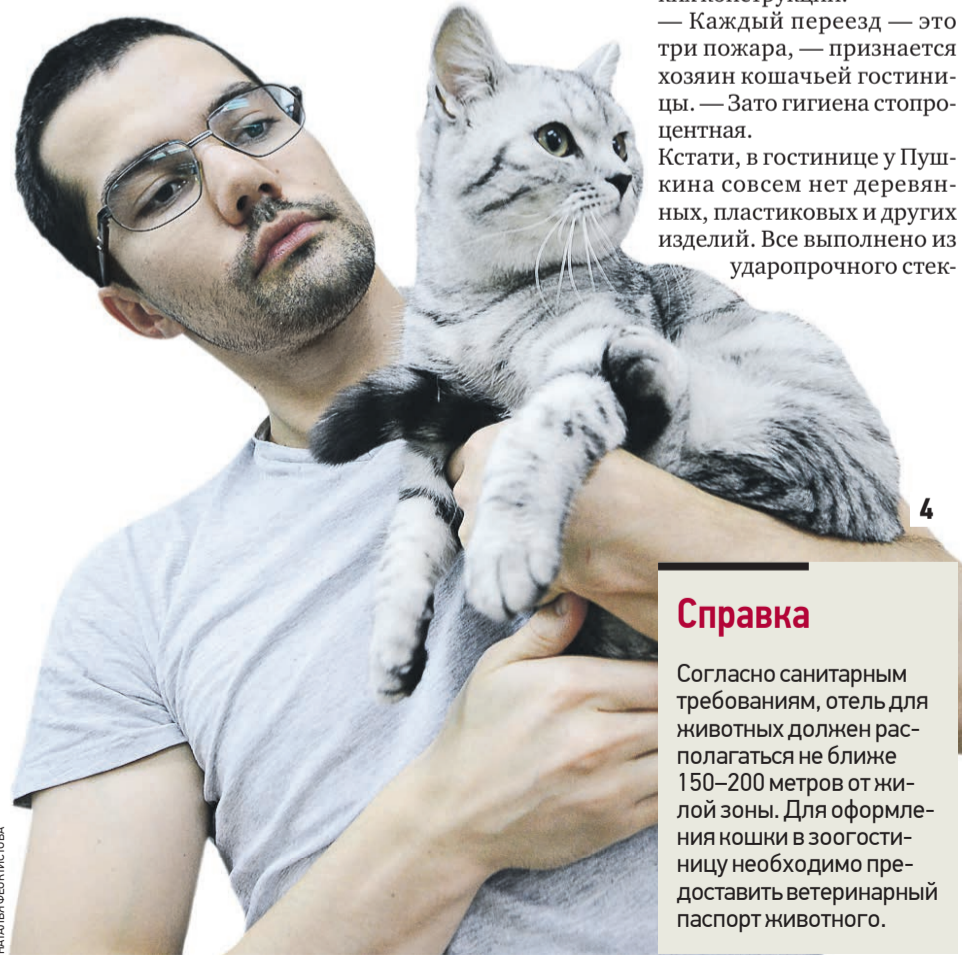 — Каждый переезд — это
три пожара, — признается
хозяин кошачьей гостини-
цы. — Зато гигиена стопро-
центная.
Кстати, в гостинице у Пуш-
кина совсем нет деревян-
ных, пластиковых и других
изделий. Все выполнено из
ударопрочного стек-
4
Справка
Согласно санитарным
требованиям, отель для
животных должен рас-
полагаться не ближе
150–200 метров от жи-
лой зоны. Для оформле-
ния кошки в зоогости-
ницу необходимо пре-
доставить ветеринарный
паспорт животного.
НАТАЛЬЯ ФЕОКТИСТОВА